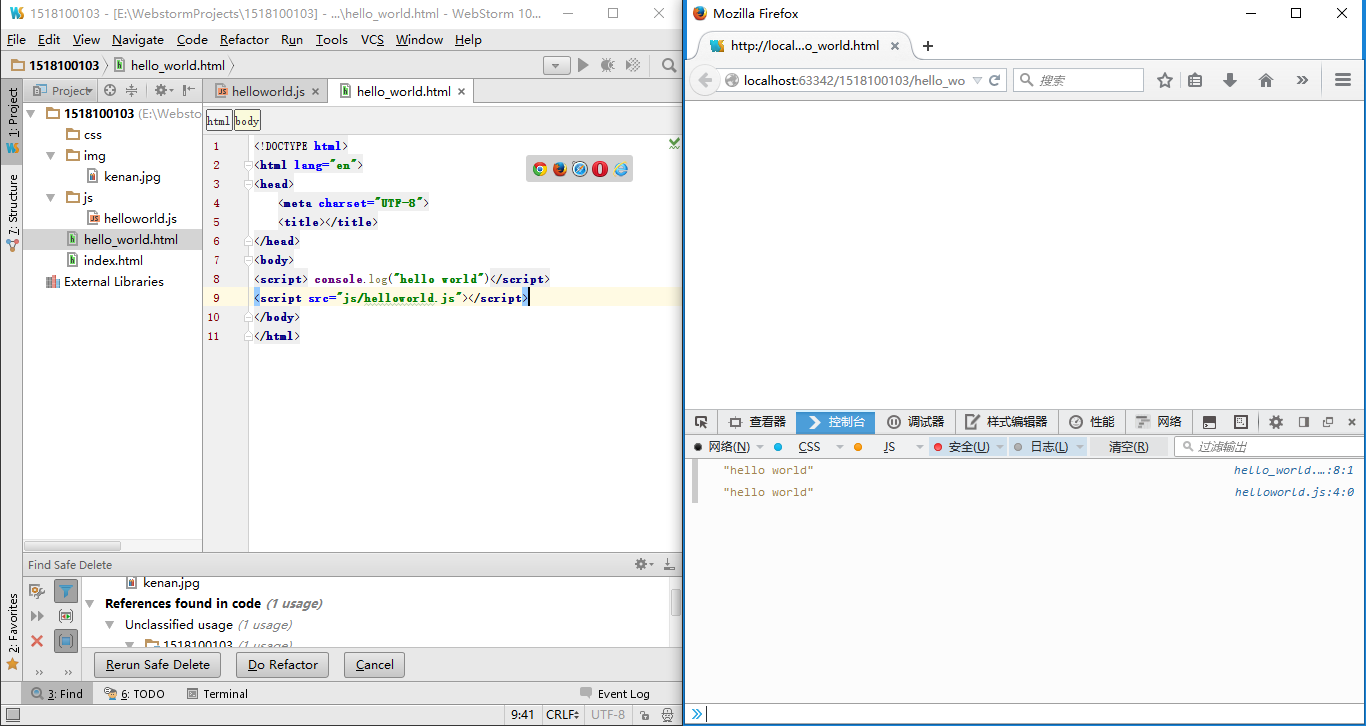 1518100103 - [E:\WebstormProjects\1518100103] - ...\hello_world.html - WebStorm 10...
File Edit View Navigate Code Refactor Run Tools VCS Window Help
1518100103 hello_world.html
1: Project
7: Structure
2: Favorites
Project
helloworld.js hello_world.html
1518100103 (E:\Websto
css
img
kenan.jpg
js
helloworld.js
hello_world.html
index.html
External Libraries
html body
1 <!DOCTYPE html>
2 <html lang="en">
3 <head>
4 <meta charset="UTF-8">
5 <title></title>
6 </head>
7 <body>
8 <script> console.log("hello world")</script>
9 <script src="js/helloworld.js"></script>
10 </body>
11 </html>
Find Safe Delete
kenan.jpg
References found in code (1 usage)
Unclassified usage (1 usage)
1518100103 (1 usage)
Rerun Safe Delete Do Refactor Cancel
3: Find 6: TODO Terminal Event Log
9:41 CRLF UTF-8
Mozilla Firefox
http://local...o_world.html
localhost:63342/1518100103/hello_wo 搜索
查看器 控制台 调试器 样式编辑器 性能 网络
网络(N) CSS JS 安全(U) 日志(L) 清空(R) 过滤输出
"hello world" hello_world.…:8:1
"hello world" helloworld.js:4:0